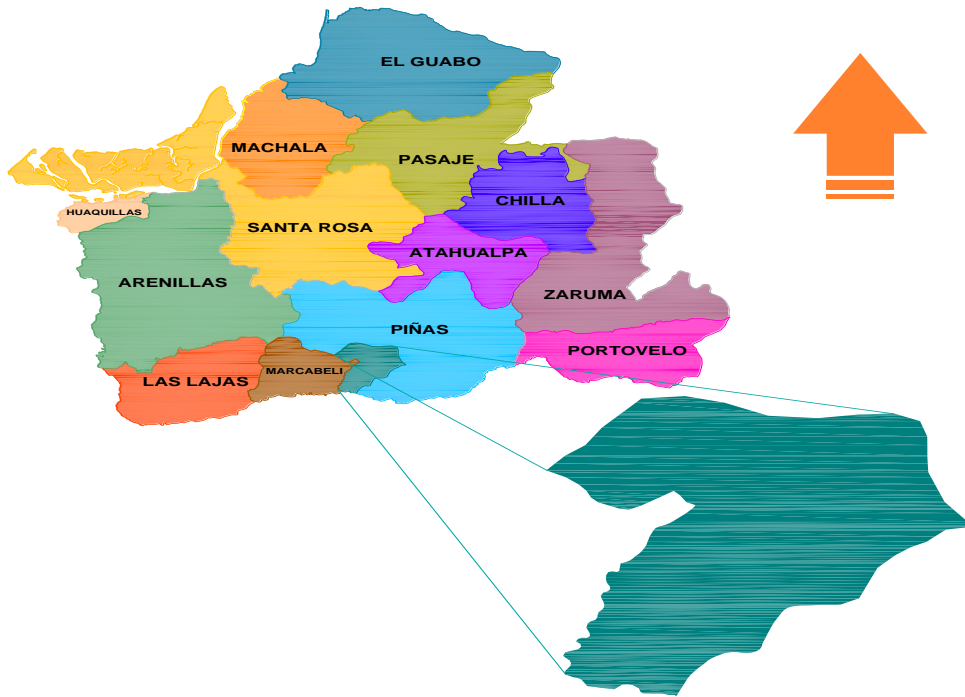 EL GUABO
MACHALA
PASAJE
CHILLA
HUAQUILLAS
SANTA ROSA
ATAHUALPA
ARENILLAS
ZARUMA
PIÑAS
PORTOVELO
MARCABELI
LAS LAJAS